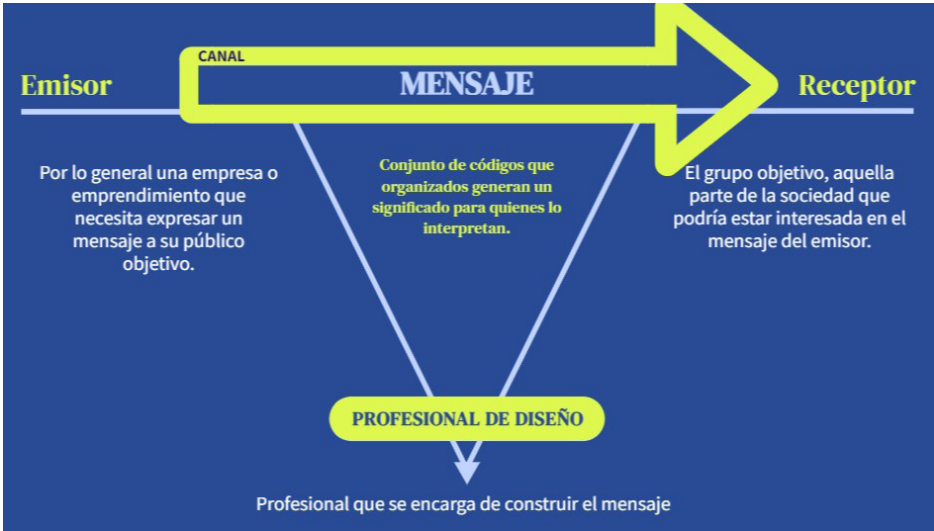 CANAL
Emisor
MENSAJE
Receptor
Por lo general una empresa o
emprendimiento que
necesita expresar un
mensaje a su público
objetivo.
Conjunto de códigos que
organizados generan un
significado para quienes lo
interpretan.
El grupo objetivo, aquella
parte de la sociedad que
podría estar interesada en el
mensaje del emisor.
PROFESIONAL DE DISEÑO
Profesional que se encarga de construir el mensaje